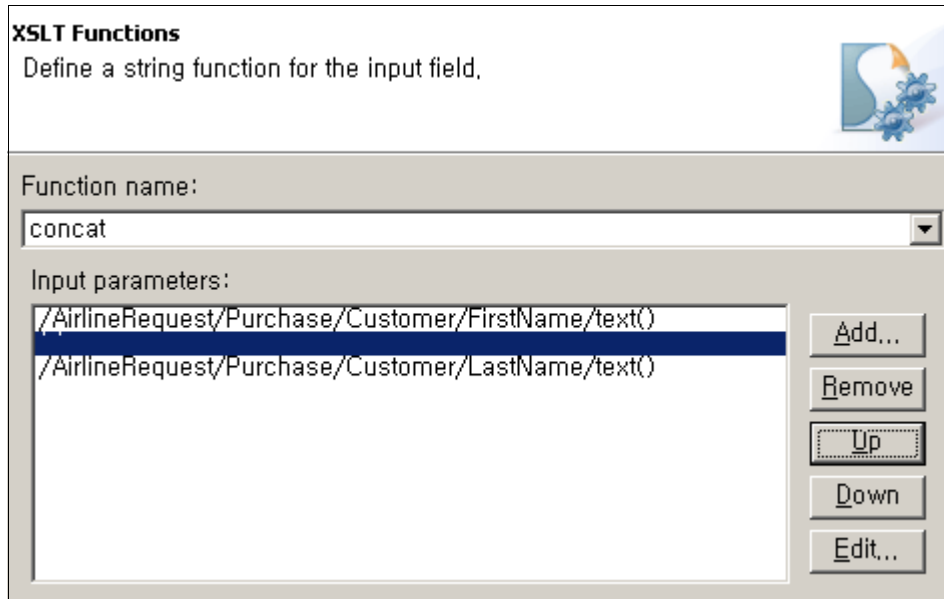 XSLT Functions
Define a string function for the input field,
Function name:
concat
Input parameters:
/AirlineRequest/Purchase/Customer/FirstName/text()
/AirlineRequest/Purchase/Customer/LastName/text()
Add...
Remove
Up
Down
Edit...